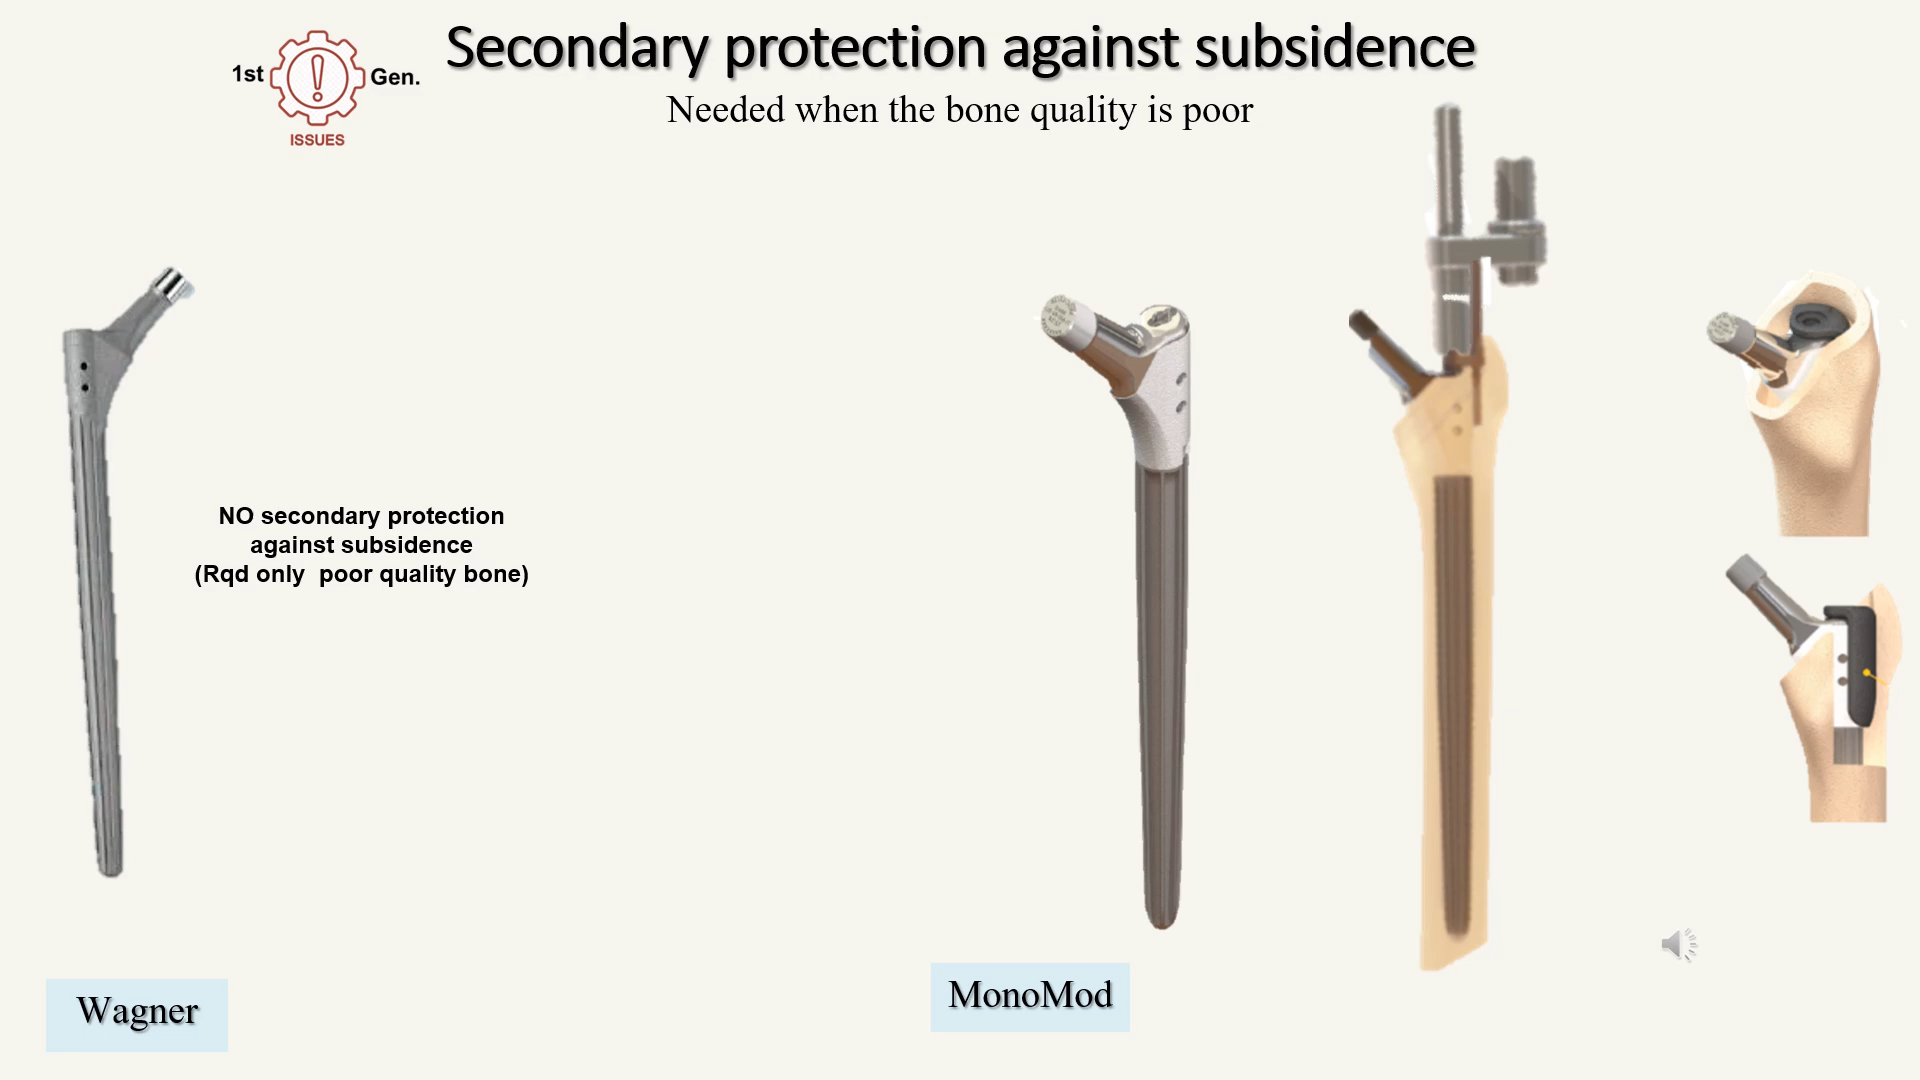 Secondary protection against subsidence
Needed when the bone quality is poor
1st Gen.
ISSUES
NO secondary protection
against subsidence
(Rqd only  poor quality bone)
Wagner
MonoMod